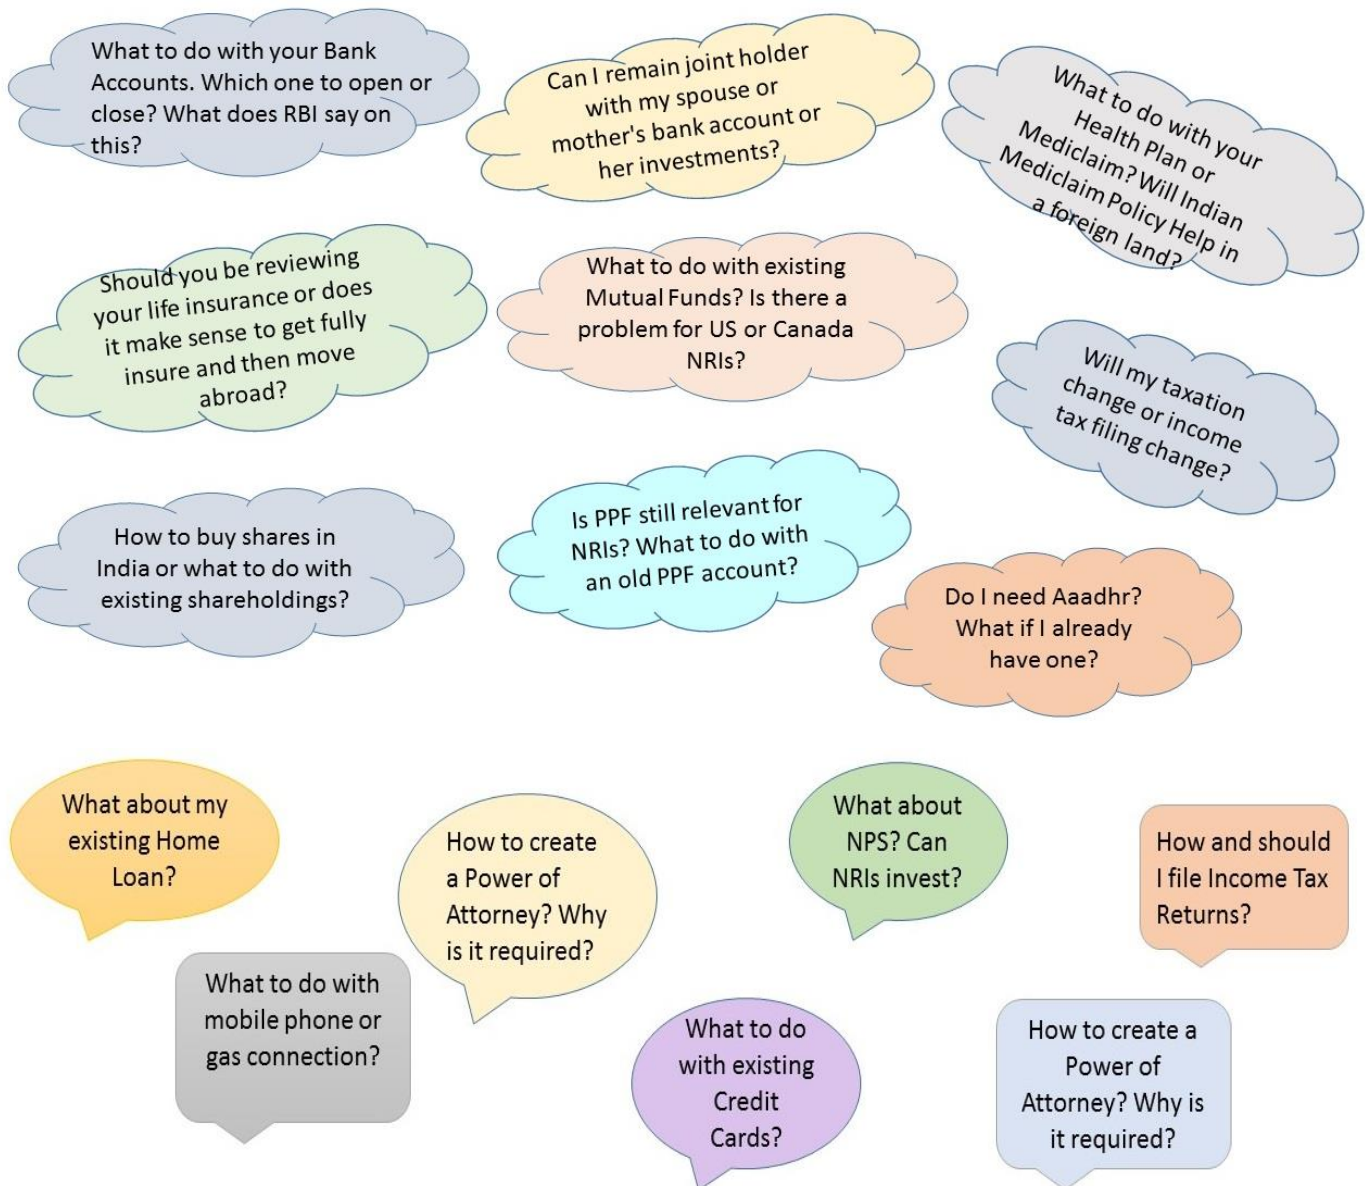 What to do with your Bank
Accounts. Which one to open or
close? What does RBI say on
this?
Can I remain joint holder
with my spouse or
mother's bank account or
her investments?
What to do with your
Health Plan or
Mediclaim? Will Indian
Mediclaim Policy Help in
a foreign land?
Should you be reviewing
your life insurance or does
it make sense to get fully
insure and then move
abroad?
What to do with existing
Mutual Funds? Is there a
problem for US or Canada
NRIs?
Will my taxation
change or income
tax filing change?
How to buy shares in
India or what to do with
existing shareholdings?
Is PPF still relevant for
NRIs? What to do with
an old PPF account?
Do I need Aaadhr?
What if I already
have one?
What about my
existing Home
Loan?
How to create
a Power of
Attorney? Why
is it required?
What about
NPS? Can
NRIs invest?
How and should
I file Income Tax
Returns?
What to do with
mobile phone or
gas connection?
What to do
with existing
Credit
Cards?
How to create a
Power of
Attorney? Why is
it required?